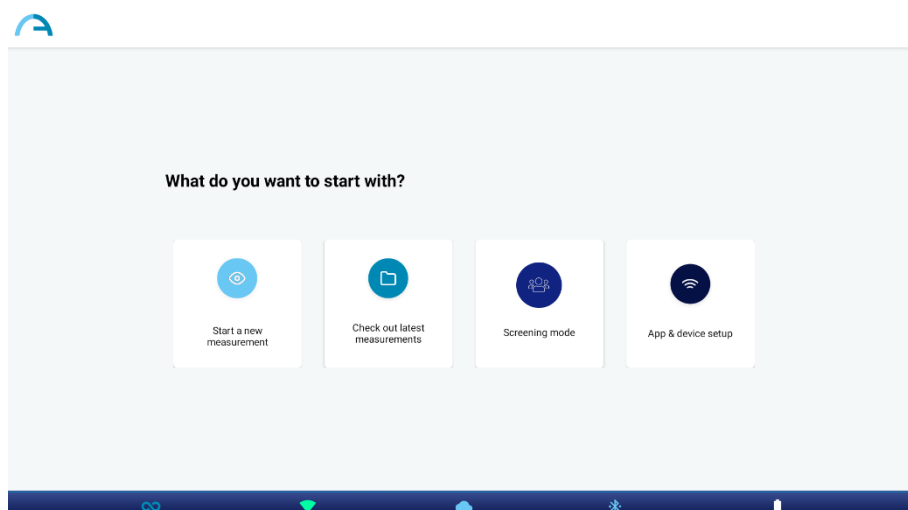 What do you want to start with?
Start a new
measurement
Check out latest
measurements
Screening mode
App & device setup